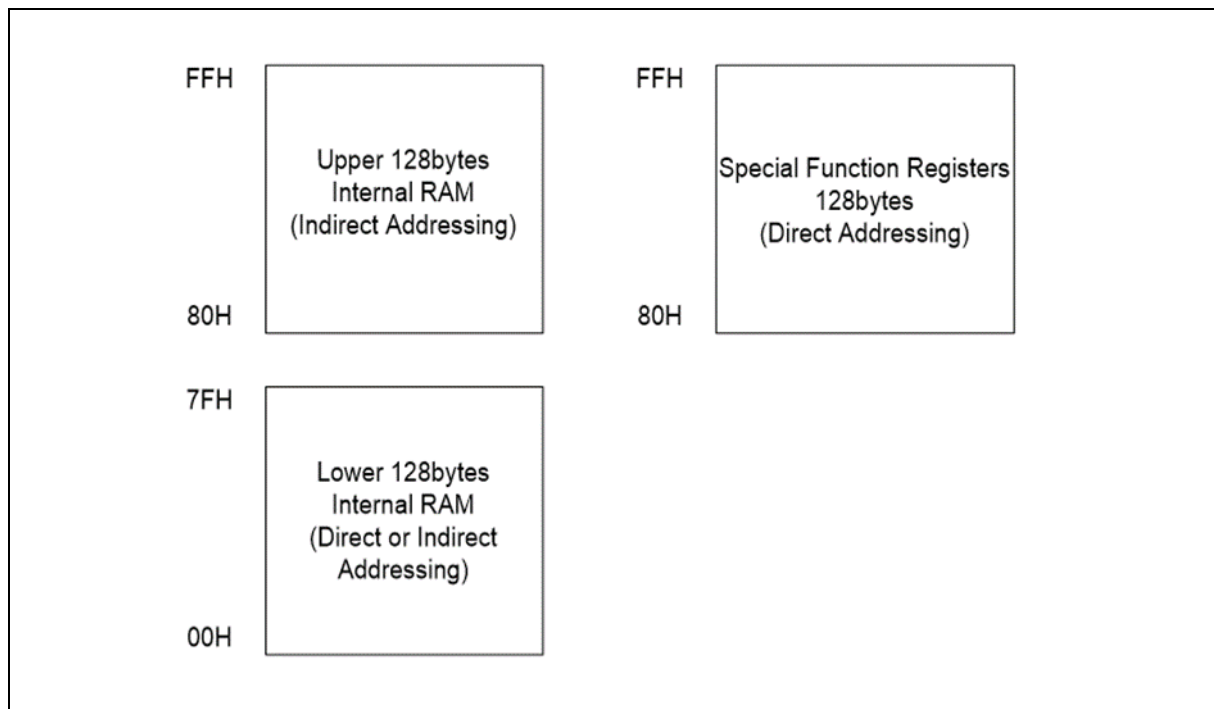 FFH
Upper 128bytes
Internal RAM
(Indirect Addressing)
80H
FFH
Special Function Registers
128bytes
(Direct Addressing)
80H
7FH
Lower 128bytes
Internal RAM
(Direct or Indirect
Addressing)
00H